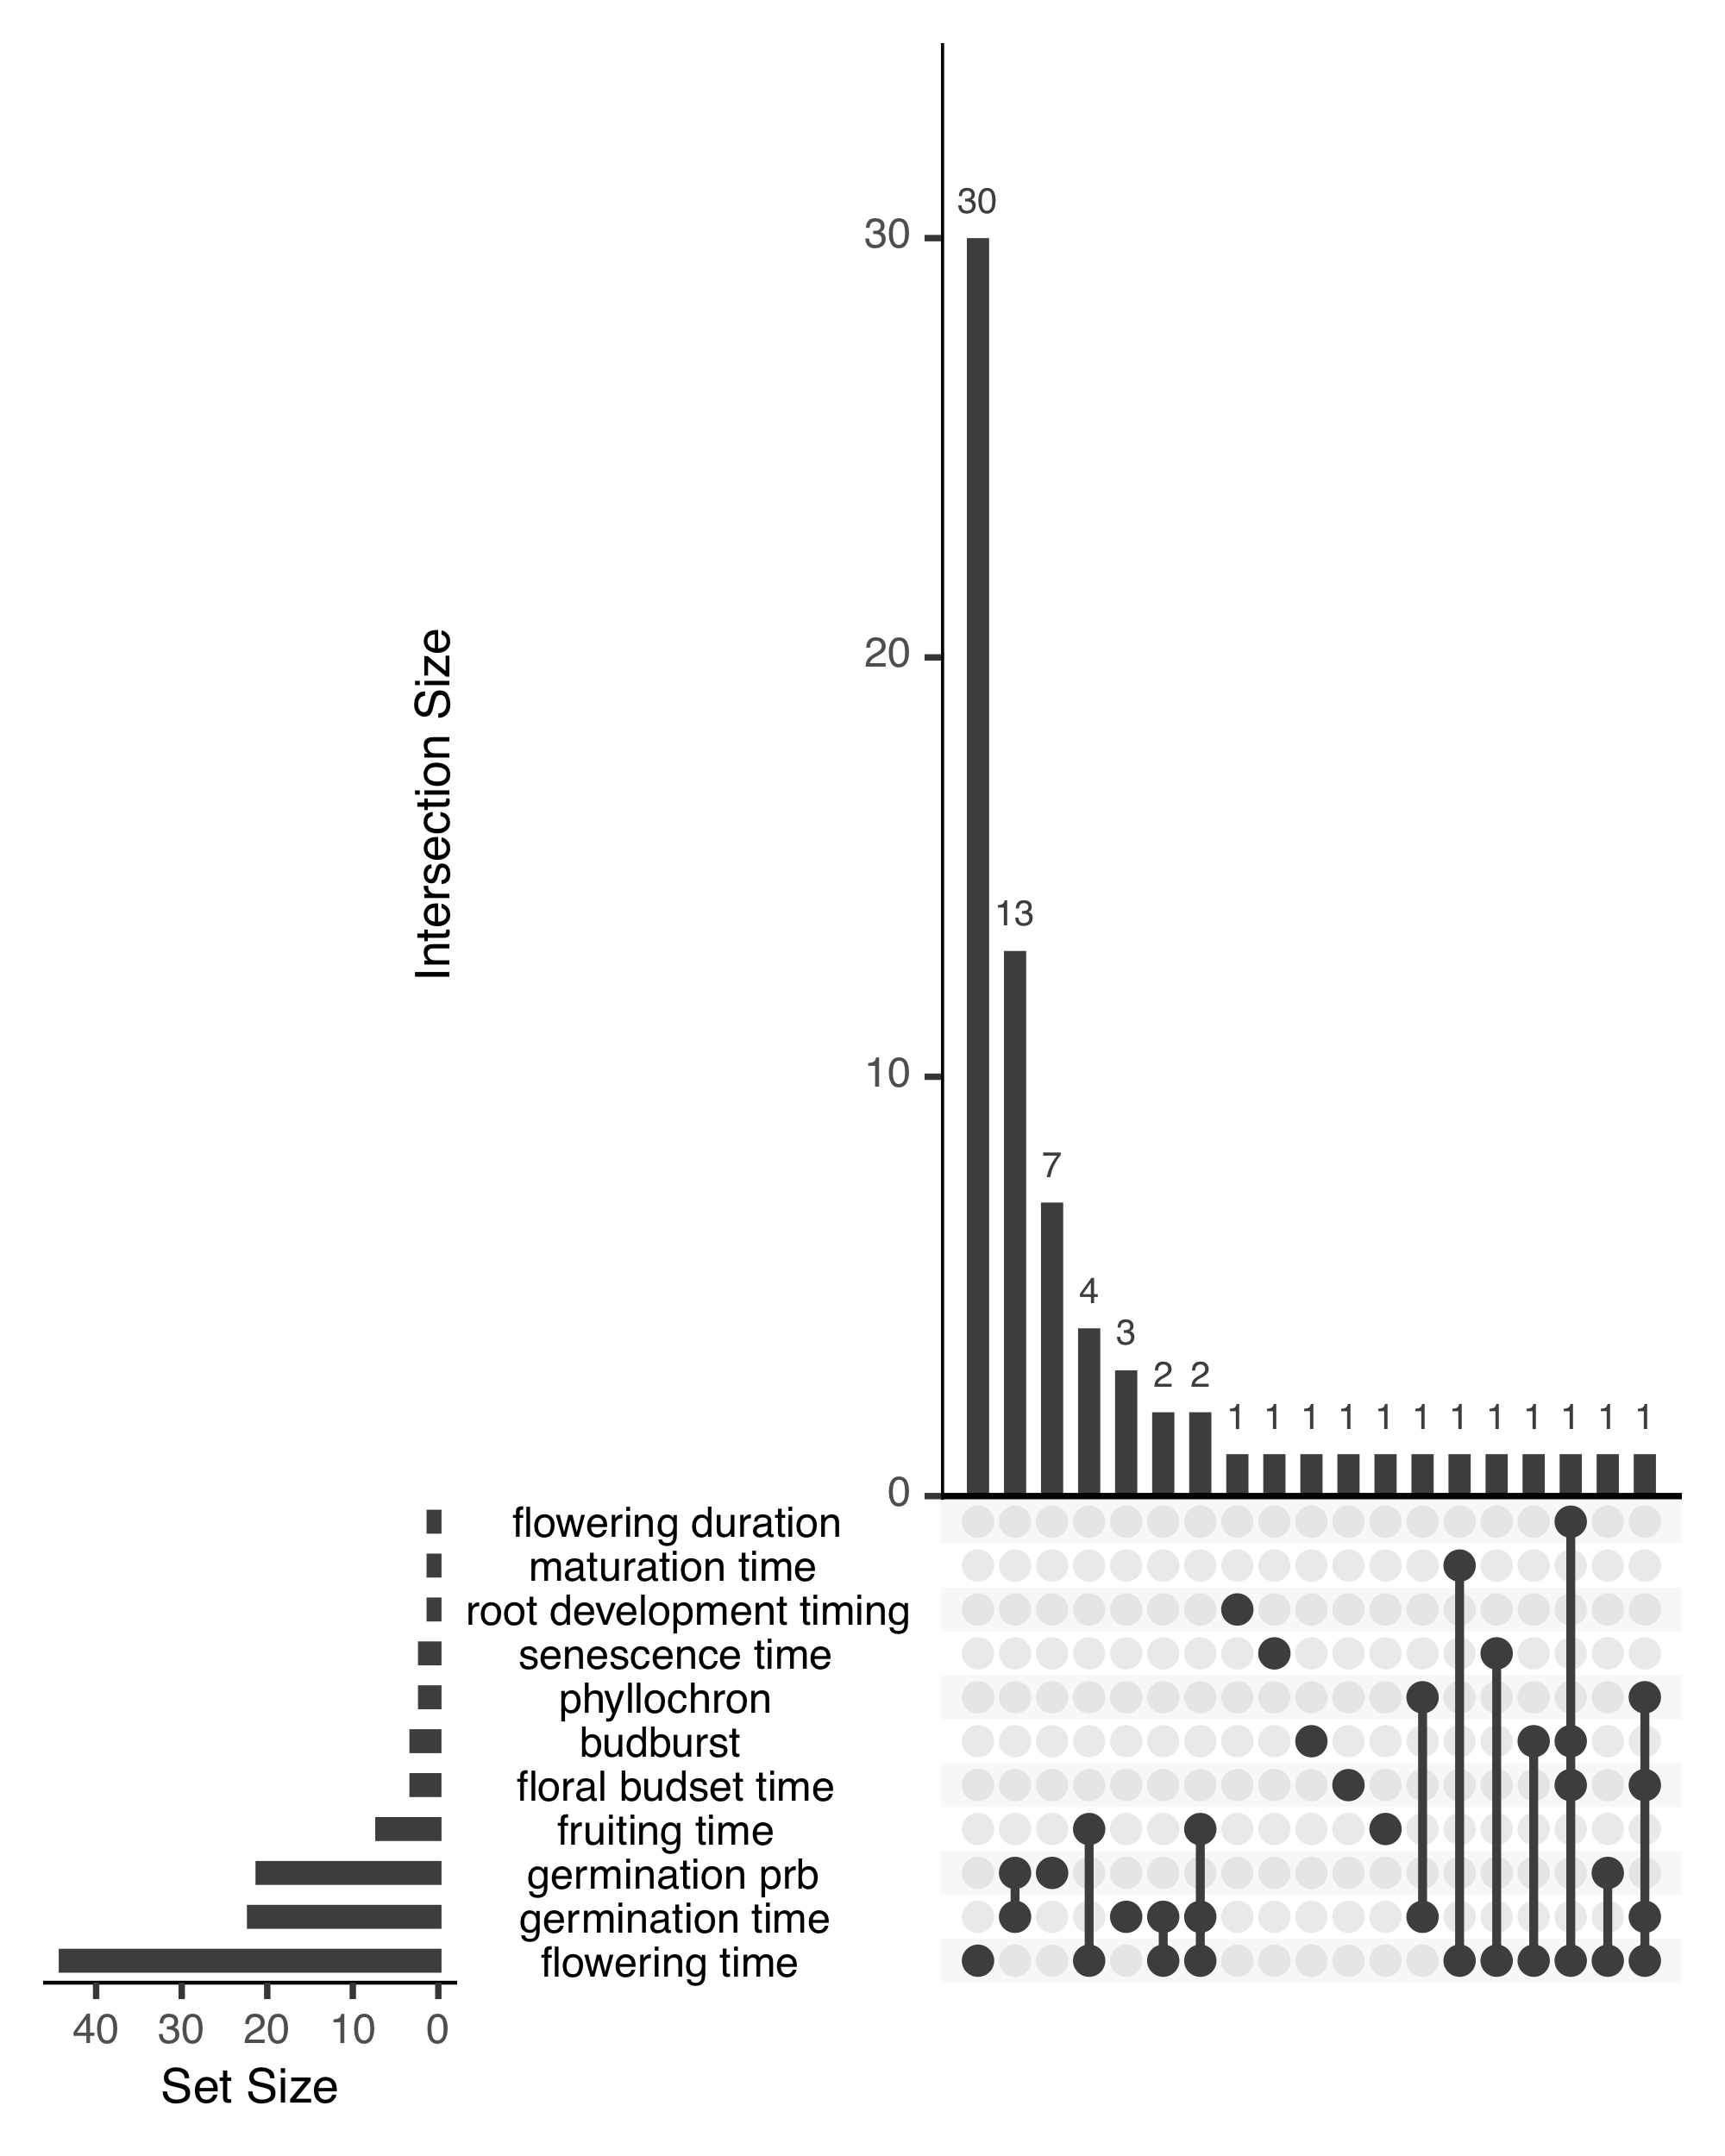 30
30
20
Intersection Size
13
10
7
4
3
2 2
1 1 1 1 1 1 1 1 1 1 1 1
0
flowering duration
maturation time
root development timing
senescence time
phyllochron
budburst
floral budset time
fruiting time
germination prb
germination time
flowering time
40 30 20 10 0
Set Size